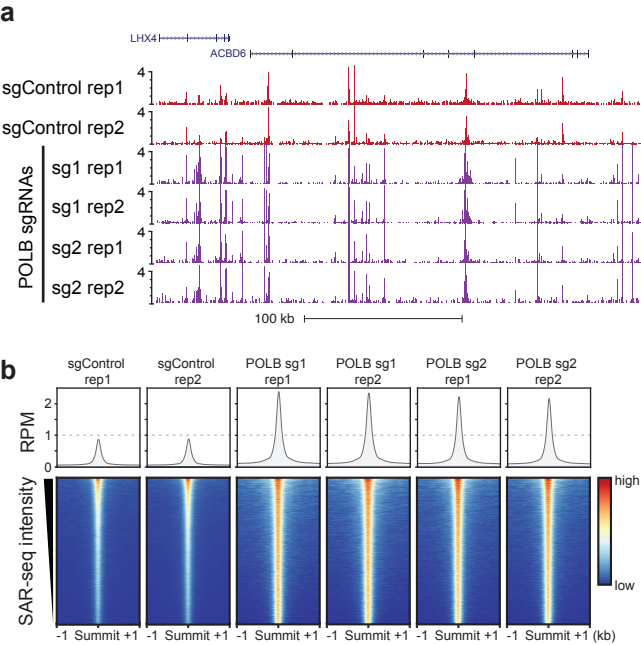 a
LHX4
ACBD6
4
sgControl rep1
4
sgControl rep2
POLB sgRNAs
4
sg1 rep1
4
sg1 rep2
4
sg2 rep1
4
sg2 rep2
100 kb
b
sgControl rep1
sgControl rep2
POLB sg1 rep1
POLB sg1 rep2
POLB sg2 rep1
POLB sg2 rep2
RPM
2
1
0
SAR-seq intensity
high
low
-1 Summit +1
-1 Summit +1
-1 Summit +1
-1 Summit +1
-1 Summit +1
-1 Summit +1 (kb)